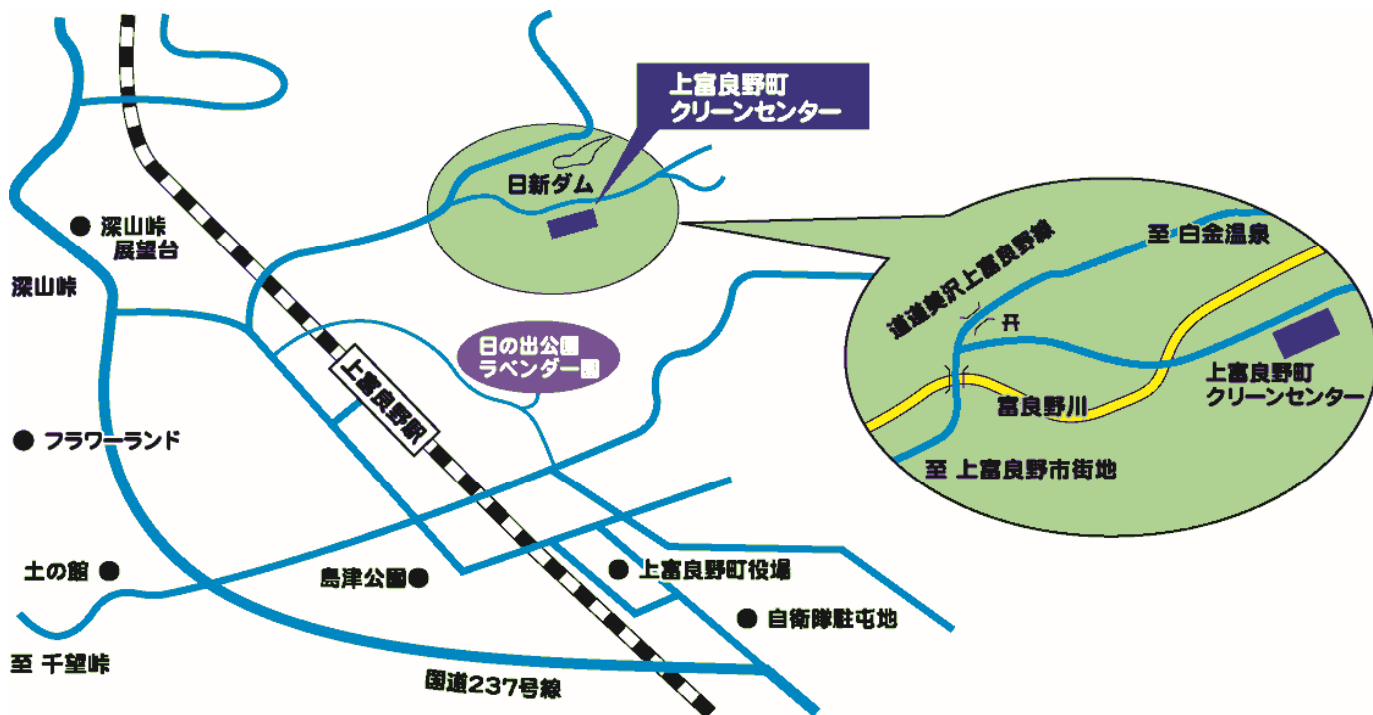 上富良野町
クリーンセンター
日新ダム
深山峠
展望台
深山峠
日の出公園
ラベンダー園
上富良野駅
フラワーランド
土の館
島津公園
上富良野町役場
自衛隊駐屯地
至 千望峠
国道237号線
至 白金温泉
道道美沢上富良野線
上富良野町
クリーンセンター
富良野川
至 上富良野市街地